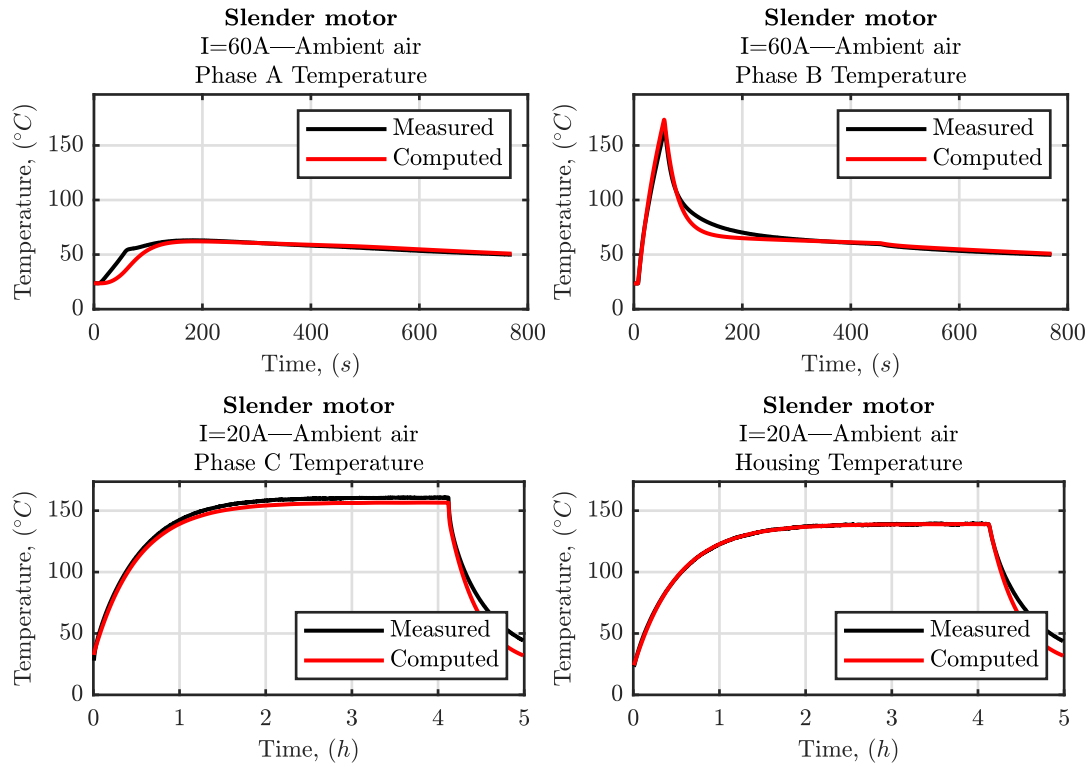 Slender motor
I=60A—Ambient air
Phase A Temperature
Temperature, (°C)
150
100
50
0
Measured
Computed
0 200 400 600 800
Time, (s)
Slender motor
I=60A—Ambient air
Phase B Temperature
Temperature, (°C)
150
100
50
0
Measured
Computed
0 200 400 600 800
Time, (s)
Slender motor
I=20A—Ambient air
Phase C Temperature
Temperature, (°C)
150
100
50
0
Measured
Computed
0 1 2 3 4 5
Time, (h)
Slender motor
I=20A—Ambient air
Housing Temperature
Temperature, (°C)
150
100
50
0
Measured
Computed
0 1 2 3 4 5
Time, (h)